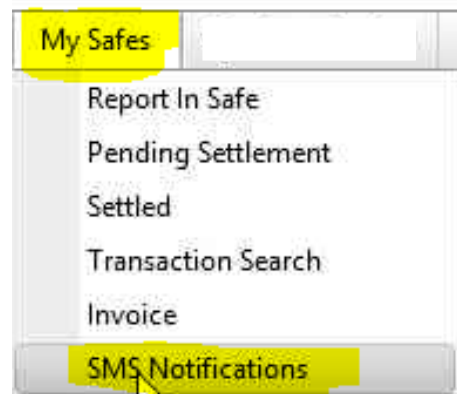 My Safes
Report In Safe
Pending Settlement
Settled
Transaction Search
Invoice
SMS Notifications